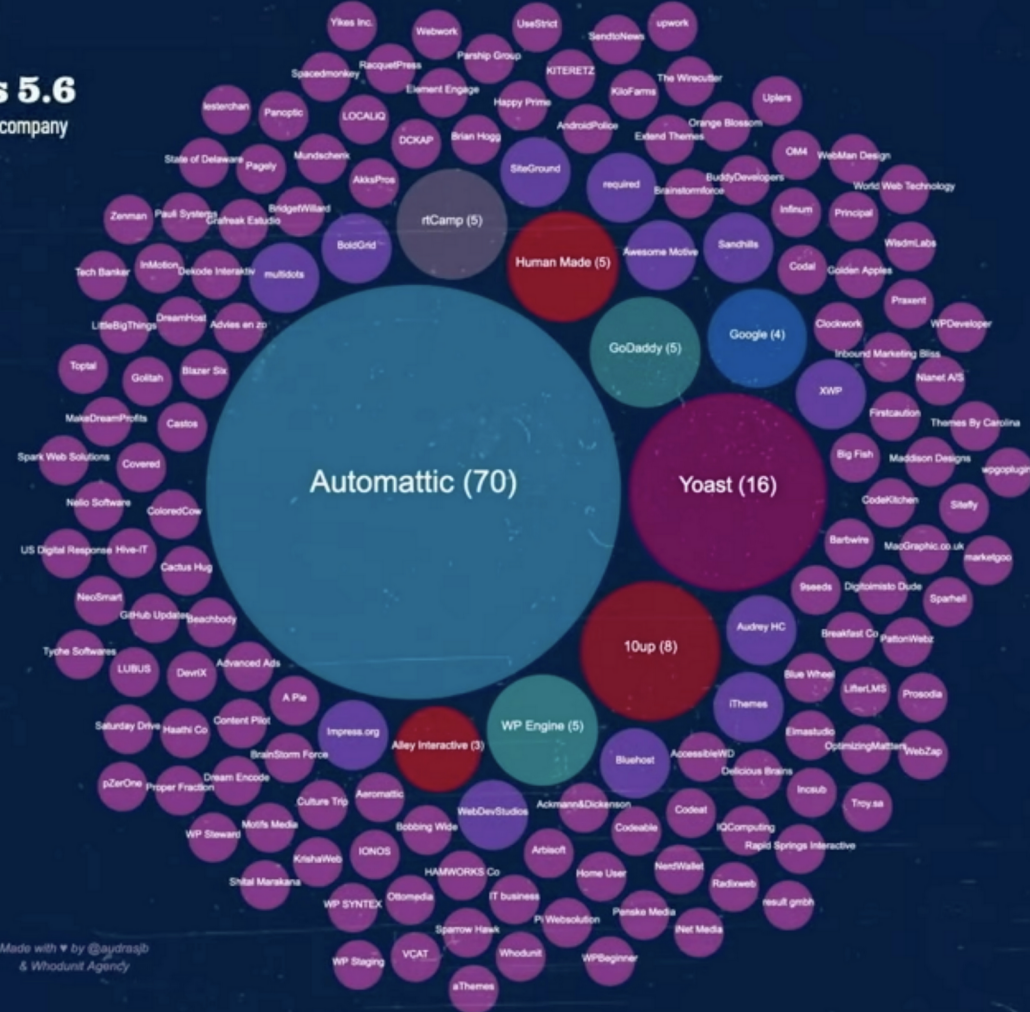 s 5.6
company
Yikes Inc.
Webwork
UseStrict
SendtoNews
upwork
Parship Group
Spacedmonkey
RacquetPress
KITERETZ
The Wirecutter
Element Engage
KiloFarms
Iesterchan
Panoptic
LOCALiQ
Happy Prime
Uplers
AndroidPolice
Orange Blossom
DCKAP
Brian Hogg
Extend Themes
State of Delaware
Pagely
Mundschenk
OM4
WebMan Design
SiteGround
AkksPros
required
Brainstormforce
BuddyDevelopers
World Web Technology
Zenman
Pauli Systems
Grafreak Estudio
BridgetWillard
rtCamp (5)
Infinum
Principal
BoldGrid
Awesome Motive
Sandhills
WisdmLabs
Tech Banker
InMotion
Dekode Interaktiv
multidots
Human Made (5)
Codal
Golden Apples
Praxent
LittleBigThings
DreamHost
Advies en zo
Clockwork
WPDeveloper
GoDaddy (5)
Google (4)
Inbound Marketing Bliss
Toptal
Golitah
Blazer Six
Nianet A/S
XWP
MakeDreamProfits
Castos
Firstcaution
Themes By Carolina
Spark Web Solutions
Covered
Big Fish
Maddison Designs
wpgoplugin
Automattic (70)
Yoast (16)
Nelio Software
ColoredCow
CodeKitchen
Sitefly
US Digital Response
Hive-IT
Cactus Hug
Barbwire
MacGraphic.co.uk
marketgoo
NeoSmart
GitHub Updater
Beachbody
9seeds
Digitoimisto Dude
Sparhell
Audrey HC
Breakfast Co
PattonWebz
Tyche Softwares
10up (8)
LUBUS
DevriX
Advanced Ads
Blue Wheel
LifterLMS
Prosodia
A Pie
iThemes
Saturday Drive
Haathi Co
Content Pilot
Impress.org
Alley Interactive (3)
WP Engine (5)
Elmastudio
OptimizingMatters
WebZap
BrainStorm Force
Bluehost
AccessibleWD
Delicious Brains
pZerOne
Proper Fraction
Dream Encode
Culture Trip
Aeromattic
Incsub
Troy.sa
WebDevStudios
Ackmann&Dickenson
Codeat
WP Steward
Motifs Media
Bobbing Wide
Codeable
IQComputing
Rapid Springs Interactive
KrishaWeb
IONOS
Arbisoft
Shital Marakana
HAMWORKS Co
Home User
NerdWallet
Radixweb
WP SYNTEX
Ottomedia
IT business
Penske Media
result gmbh
Sparrow Hawk
Pi Websolution
iNet Media
WP Staging
VCAT
Whodunit
WPBeginner
aThemes
Made with ♥ by @audrasjb
& Whodunit Agency